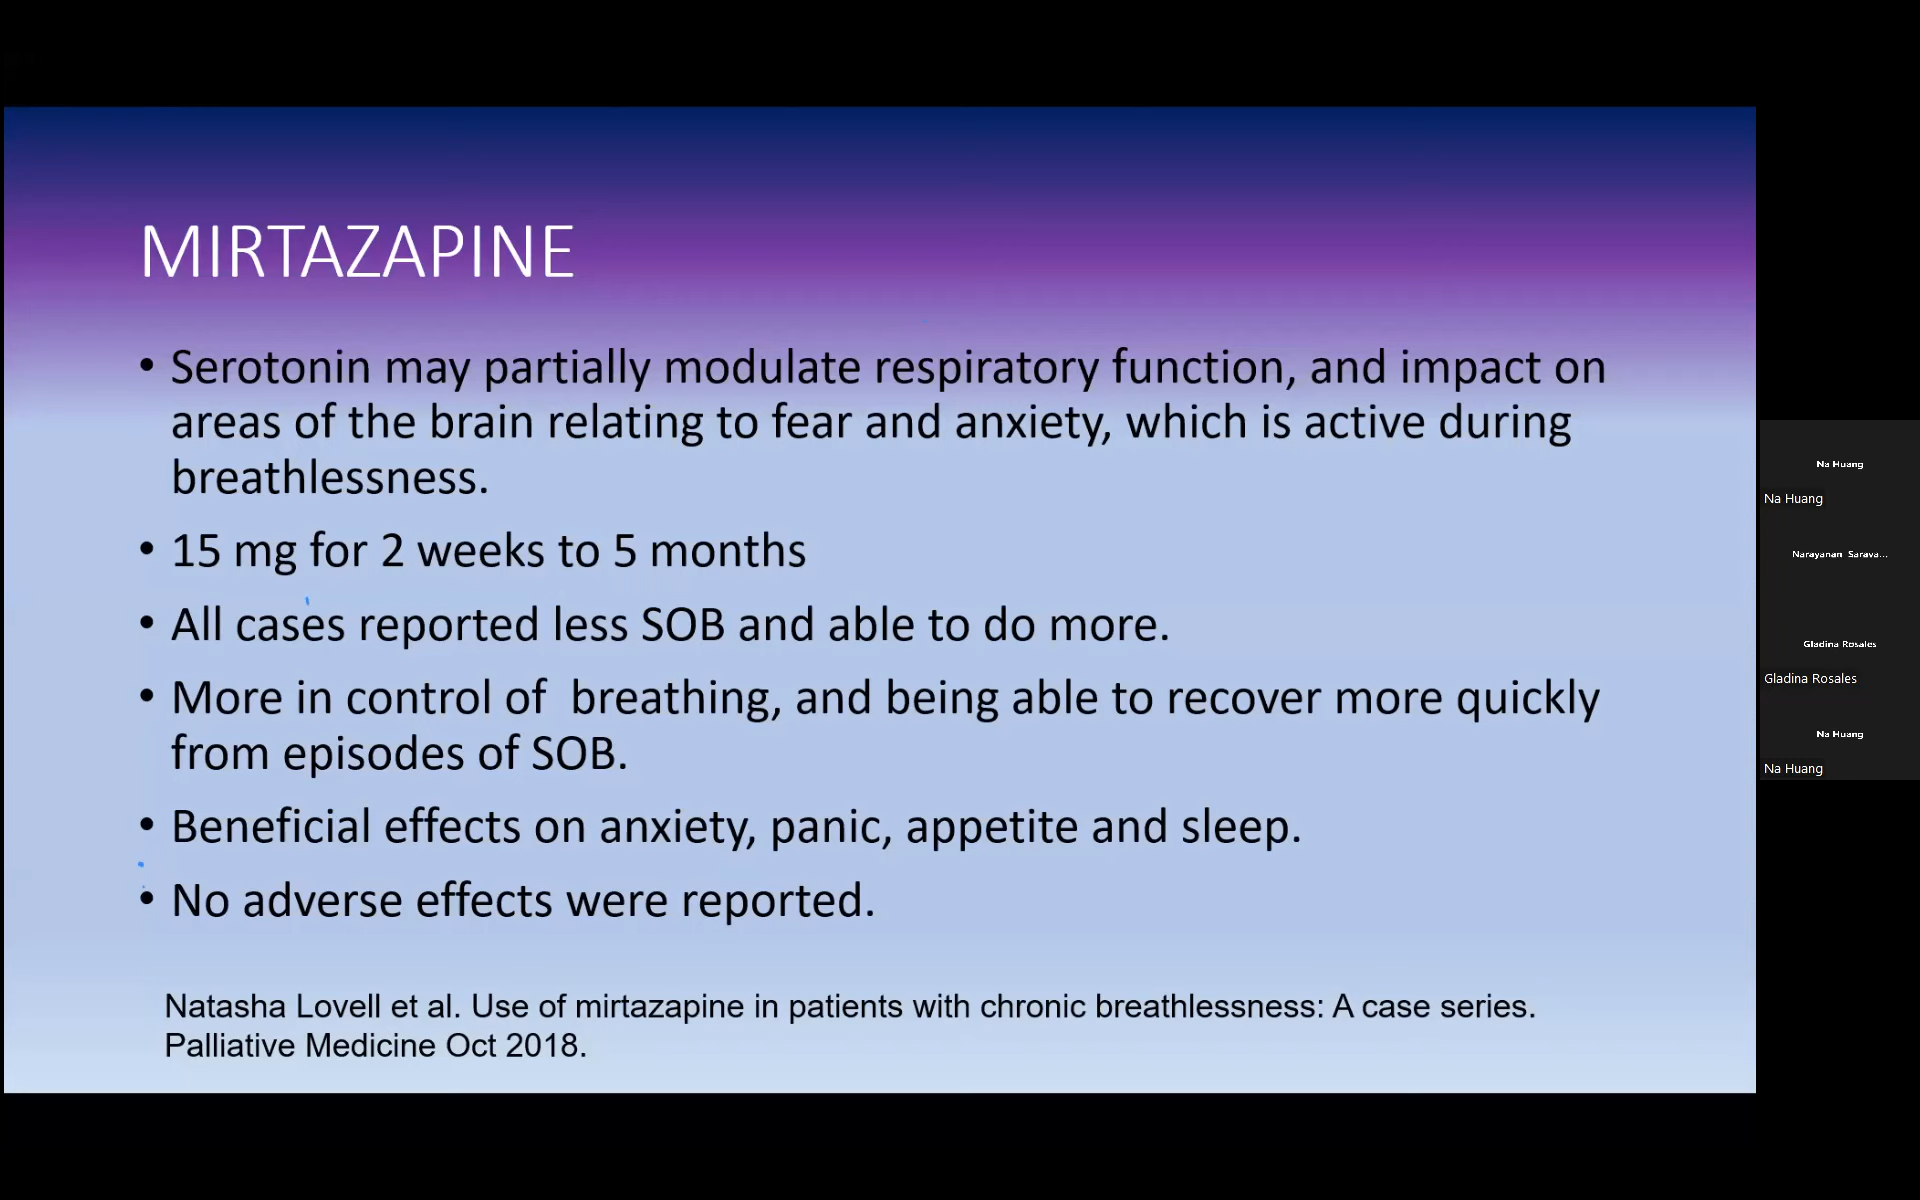 MIRTAZAPINE
• Serotonin may partially modulate respiratory function, and impact on
areas of the brain relating to fear and anxiety, which is active during
breathlessness.
• 15 mg for 2 weeks to 5 months
• All cases reported less SOB and able to do more.
• More in control of  breathing, and being able to recover more quickly
from episodes of SOB.
• Beneficial effects on anxiety, panic, appetite and sleep.
• No adverse effects were reported.
Natasha Lovell et al. Use of mirtazapine in patients with chronic breathlessness: A case series.
Palliative Medicine Oct 2018.
Na Huang
Na Huang
Narayanan Sarava...
Gladina Rosales
Gladina Rosales
Na Huang
Na Huang